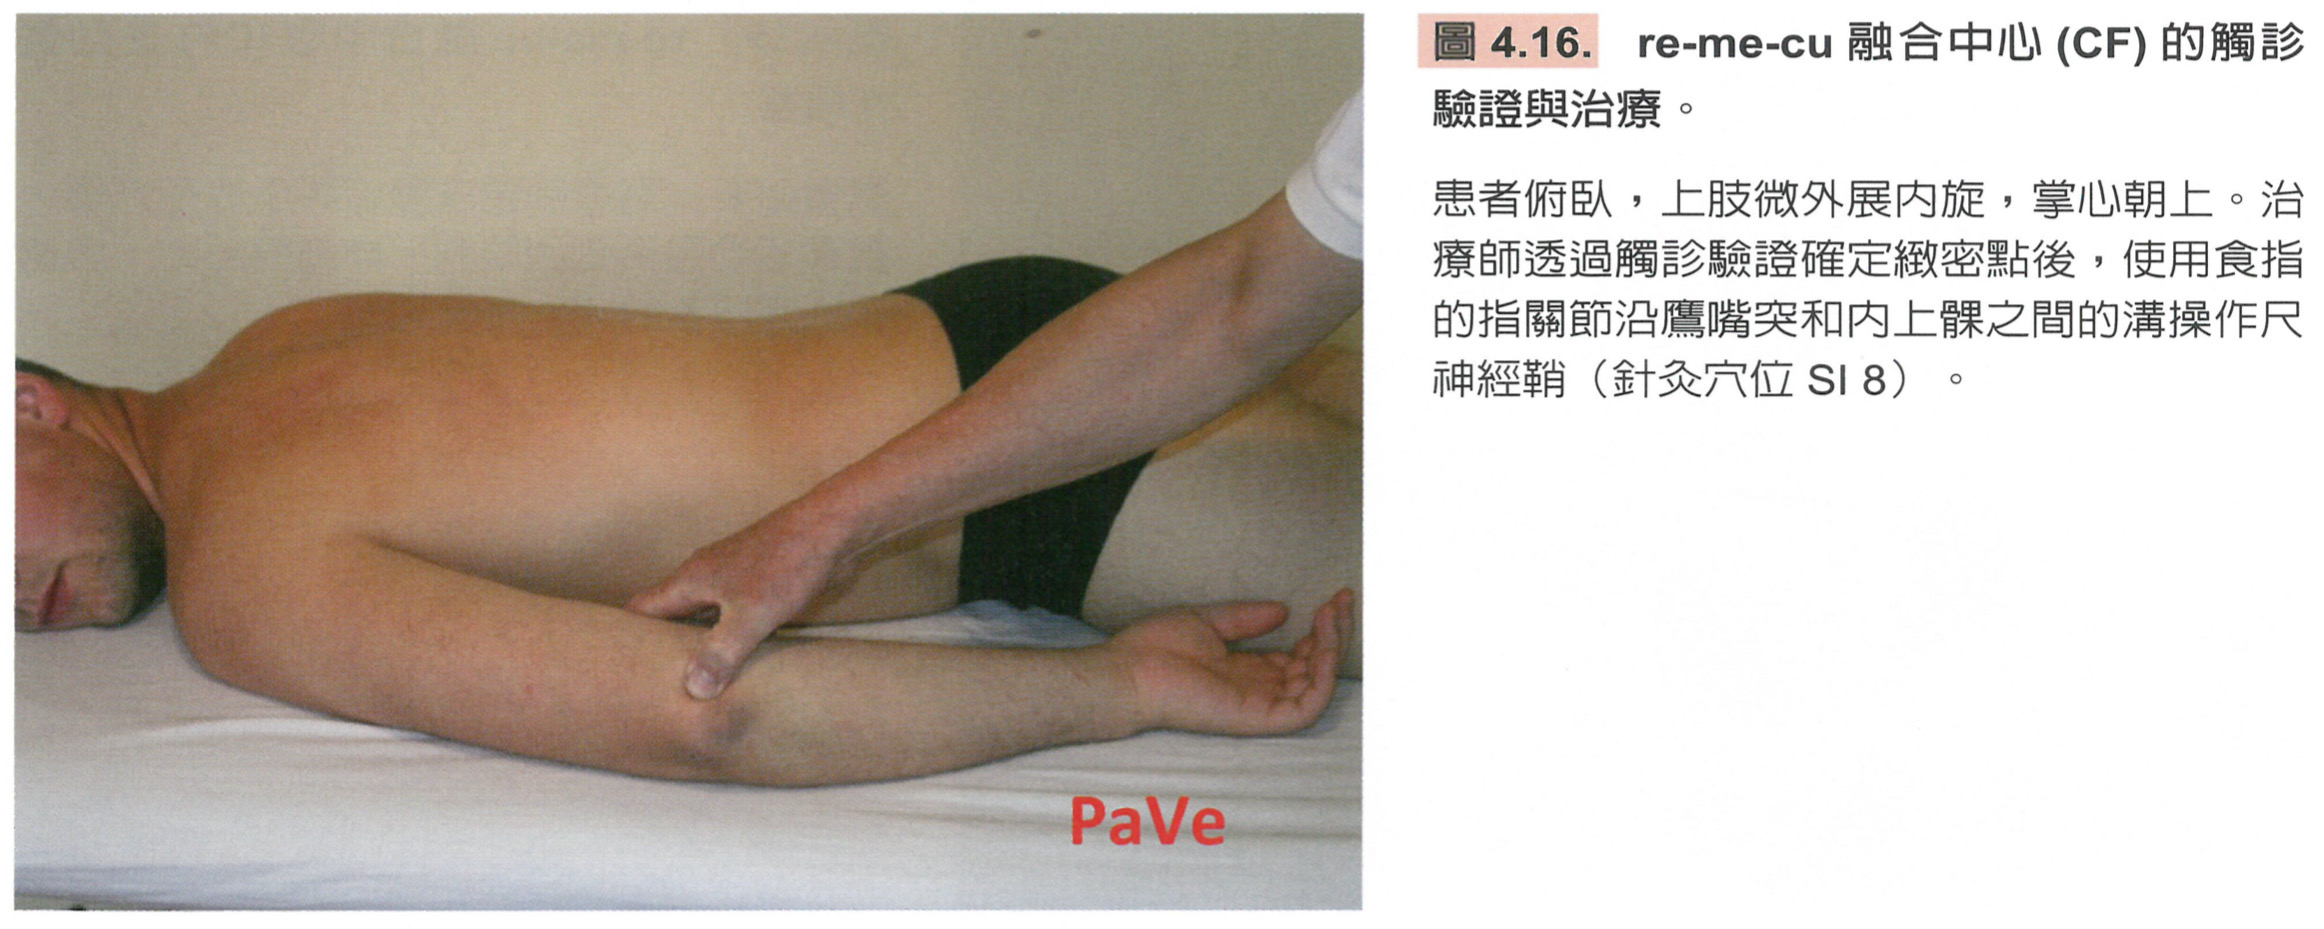 圖 4.16. re-me-cu 融合中心 (CF) 的觸診
驗證與治療。
患者俯臥，上肢微外展內旋，掌心朝上。治
療師透過觸診驗證確定緻密點後，使用食指
的指關節沿鷹嘴突和內上髁之間的溝操作尺
神經鞘（針灸穴位 SI 8）。
PaVe